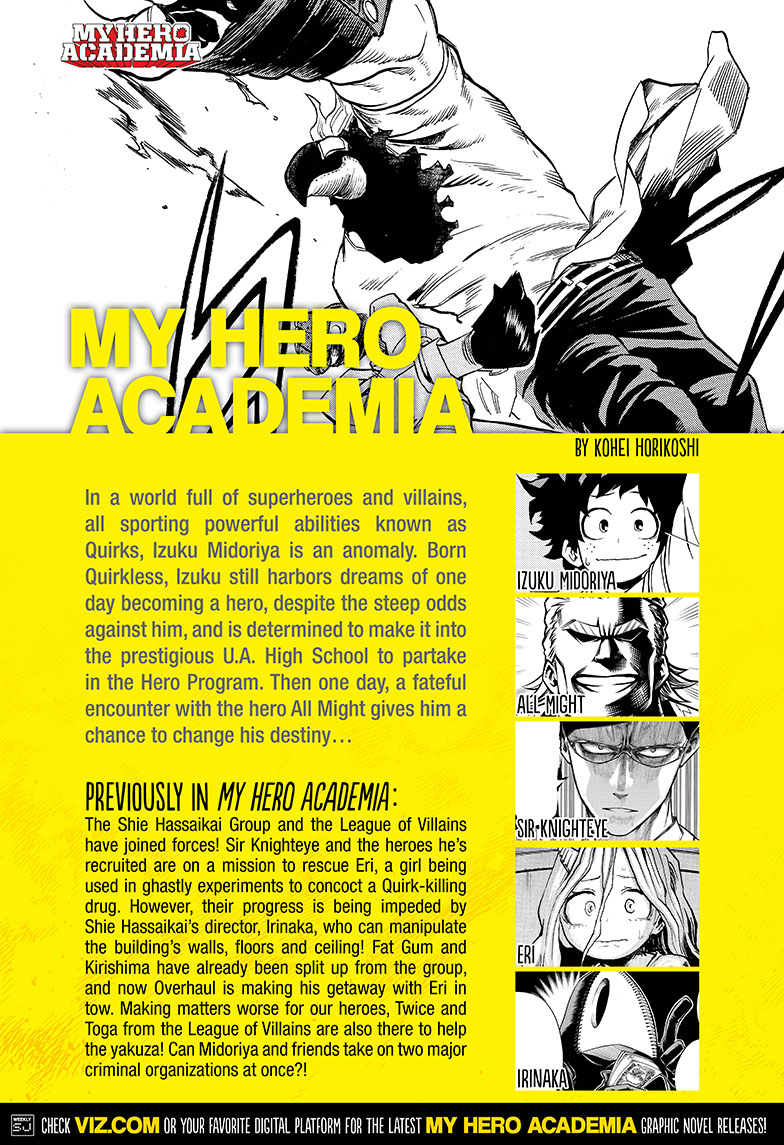 MY HERO
ACADEMIA
MY HERO
ACADEMIA
BY KOHEI HORIKOSHI
In a world full of superheroes and villains,
all sporting powerful abilities known as
Quirks, Izuku Midoriya is an anomaly. Born
Quirkless, Izuku still harbors dreams of one
day becoming a hero, despite the steep odds
against him, and is determined to make it into
the prestigious U.A. High School to partake
in the Hero Program. Then one day, a fateful
encounter with the hero All Might gives him a
chance to change his destiny…
PREVIOUSLY IN MY HERO ACADEMIA:
The Shie Hassaikai Group and the League of Villains
have joined forces! Sir Knighteye and the heroes he’s
recruited are on a mission to rescue Eri, a girl being
used in ghastly experiments to concoct a Quirk-killing
drug. However, their progress is being impeded by
Shie Hassaikai’s director, Irinaka, who can manipulate
the building’s walls, floors and ceiling! Fat Gum and
Kirishima have already been split up from the group,
and now Overhaul is making his getaway with Eri in
tow. Making matters worse for our heroes, Twice and
Toga from the League of Villains are also there to help
the yakuza! Can Midoriya and friends take on two major
criminal organizations at once?!
IZUKU MIDORIYA
ALL MIGHT
SIR KNIGHTEYE
ERI
IRINAKA
WEEKLY
SJ
CHECK VIZ.COM OR YOUR FAVORITE DIGITAL PLATFORM FOR THE LATEST MY HERO ACADEMIA GRAPHIC NOVEL RELEASES!